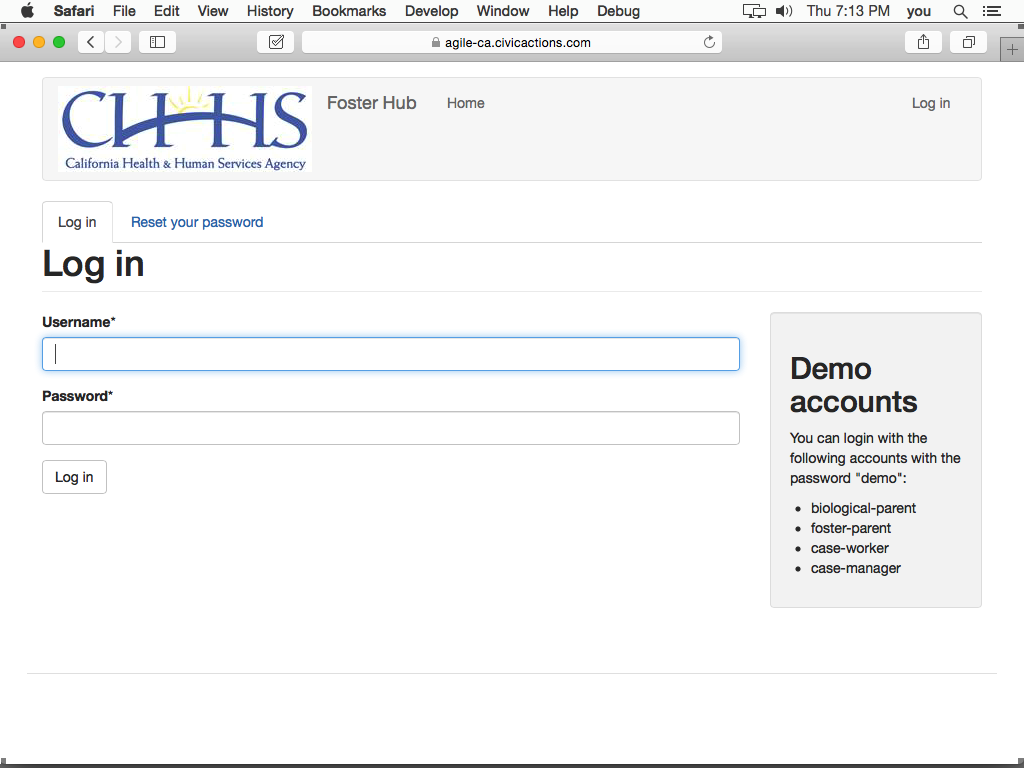 Safari File Edit View History Bookmarks Develop Window Help Debug Thu 7:13 PM you
agile-ca.civicactions.com
CHHS
California Health & Human Services Agency
Foster Hub Home Log in
Log in Reset your password
Log in
Username*
Password*
Log in
Demo
accounts
You can login with the
following accounts with the
password "demo":
• biological-parent
• foster-parent
• case-worker
• case-manager